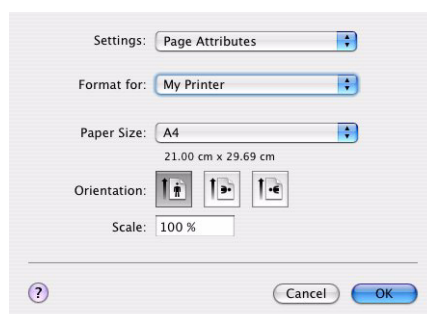 Settings: Page Attributes
Format for: My Printer
Paper Size: A4
21.00 cm x 29.69 cm
Orientation:
Scale: 100 %
? Cancel OK